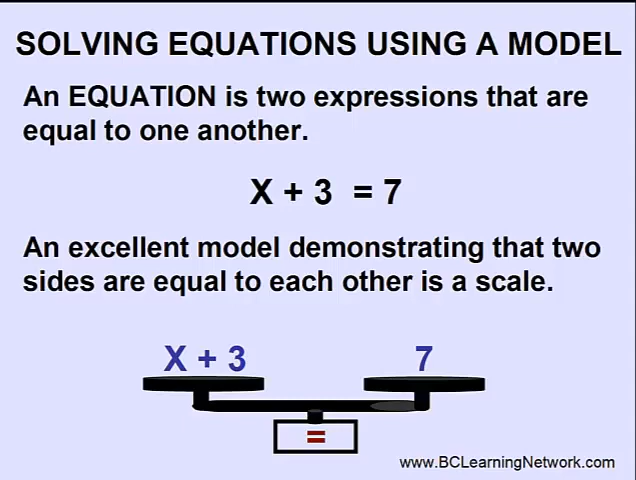 SOLVING EQUATIONS USING A MODEL
An EQUATION is two expressions that are
equal to one another.
X + 3 = 7
An excellent model demonstrating that two
sides are equal to each other is a scale.
X + 3 7
=
www.BCLearningNetwork.com